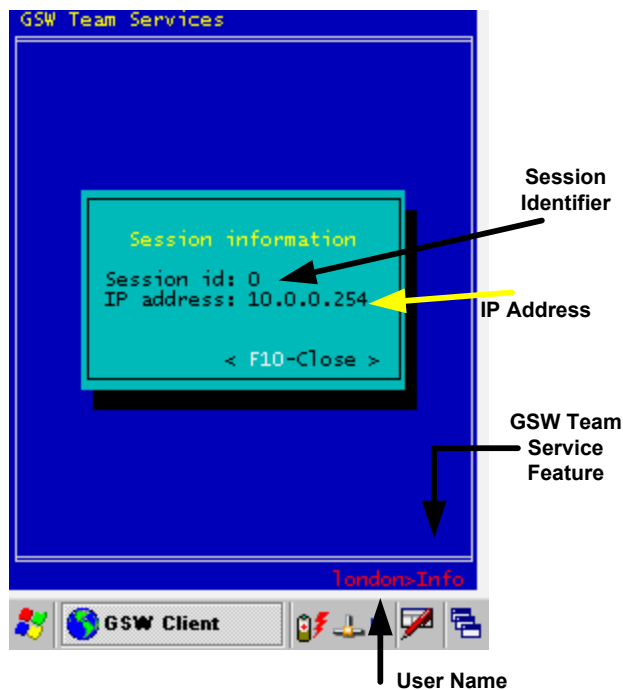 GSW Team Services
Session information
Session id: 0
IP address: 10.0.0.254
< F10-Close >
london>Info
GSW Client
Session
Identifier
IP Address
GSW Team
Service
Feature
User Name